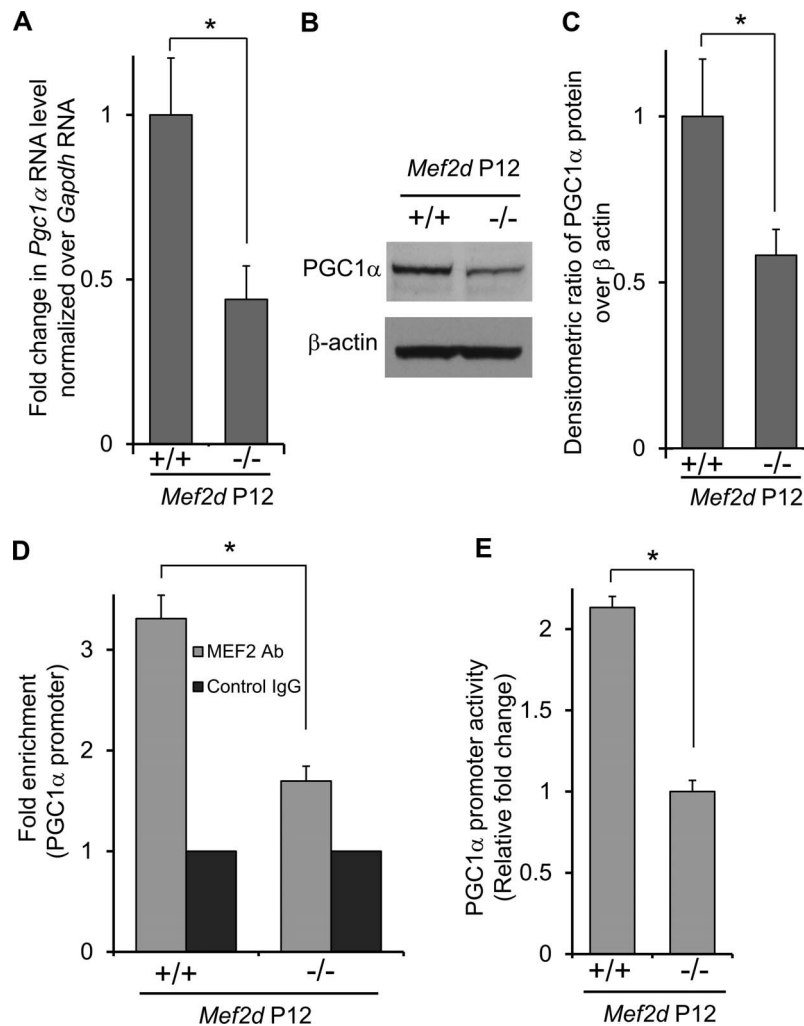 A
Fold change in Pgc1α RNA level
normalized over Gapdh RNA
1
0.5
0
*
+/+ -/-
Mef2d P12
B
Mef2d P12
+/+ -/-
PGC1α
β-actin
C
Densitometric ratio of PGC1α protein
over β actin
1
0.5
0
*
+/+ -/-
Mef2d P12
D
Fold enrichment
(PGC1α promoter)
3
2
1
0
*
MEF2 Ab
Control IgG
+/+ -/-
Mef2d P12
E
PGC1α promoter activity
(Relative fold change)
2
1.5
1
0.5
0
*
+/+ -/-
Mef2d P12